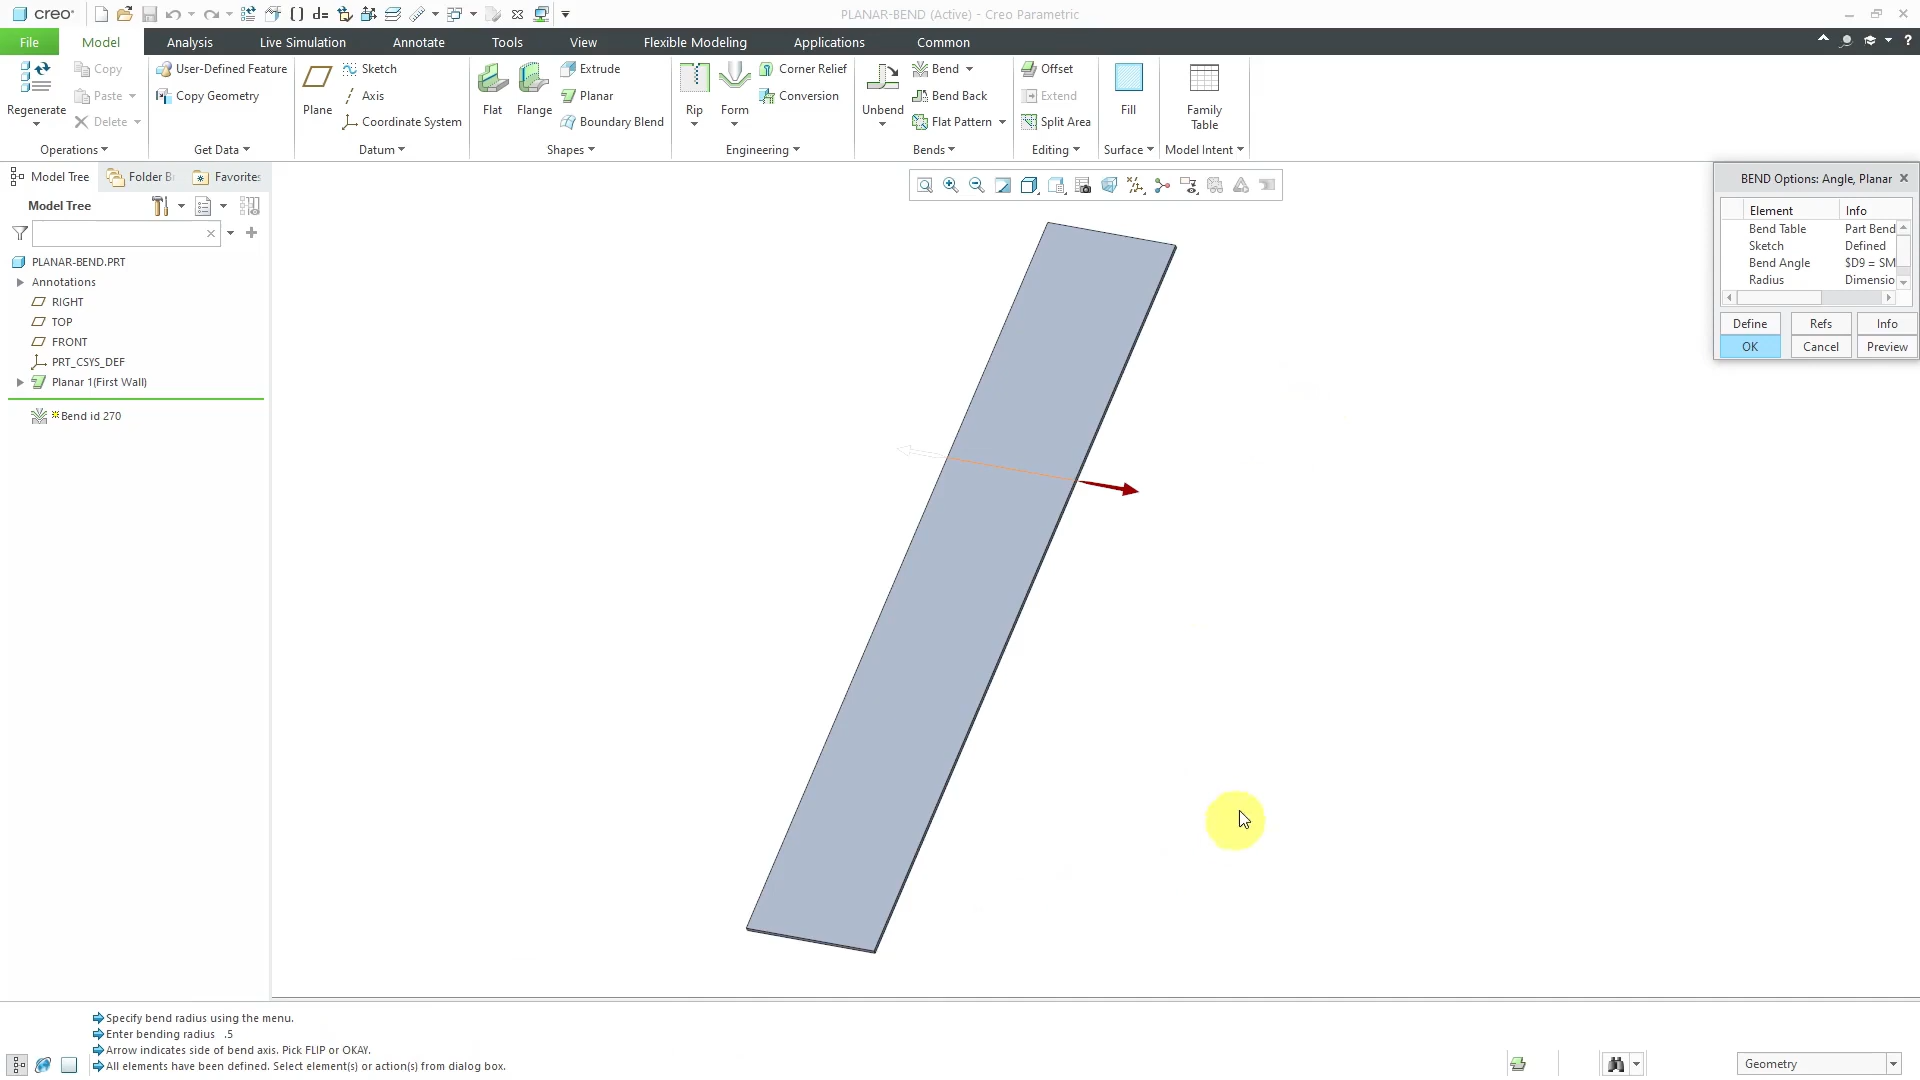 creo
PLANAR-BEND (Active) - Creo Parametric
File Model Analysis Live Simulation Annotate Tools View Flexible Modeling Applications Common
Regenerate
Copy
Paste
Delete
Operations
User-Defined Feature
Copy Geometry
Get Data
Plane
Sketch
Axis
Coordinate System
Datum
Flat
Flange
Extrude
Planar
Boundary Blend
Shapes
Rip
Form
Corner Relief
Conversion
Engineering
Unbend
Bend
Bend Back
Flat Pattern
Bends
Offset
Extend
Split Area
Editing
Fill
Surface
Family
Table
Model Intent
Model Tree
Folder B
Favorites
Model Tree
PLANAR-BEND.PRT
Annotations
RIGHT
TOP
FRONT
PRT_CSYS_DEF
Planar 1(First Wall)
Bend id 270
BEND Options: Angle, Planar
Element Info
Bend Table Part Bend
Sketch Defined
Bend Angle $D9 = SM
Radius Dimensio
Define Refs Info
OK Cancel Preview
Specify bend radius using the menu.
Enter bending radius .5
Arrow indicates side of bend axis. Pick FLIP or OKAY.
All elements have been defined. Select element(s) or action(s) from dialog box.
Geometry